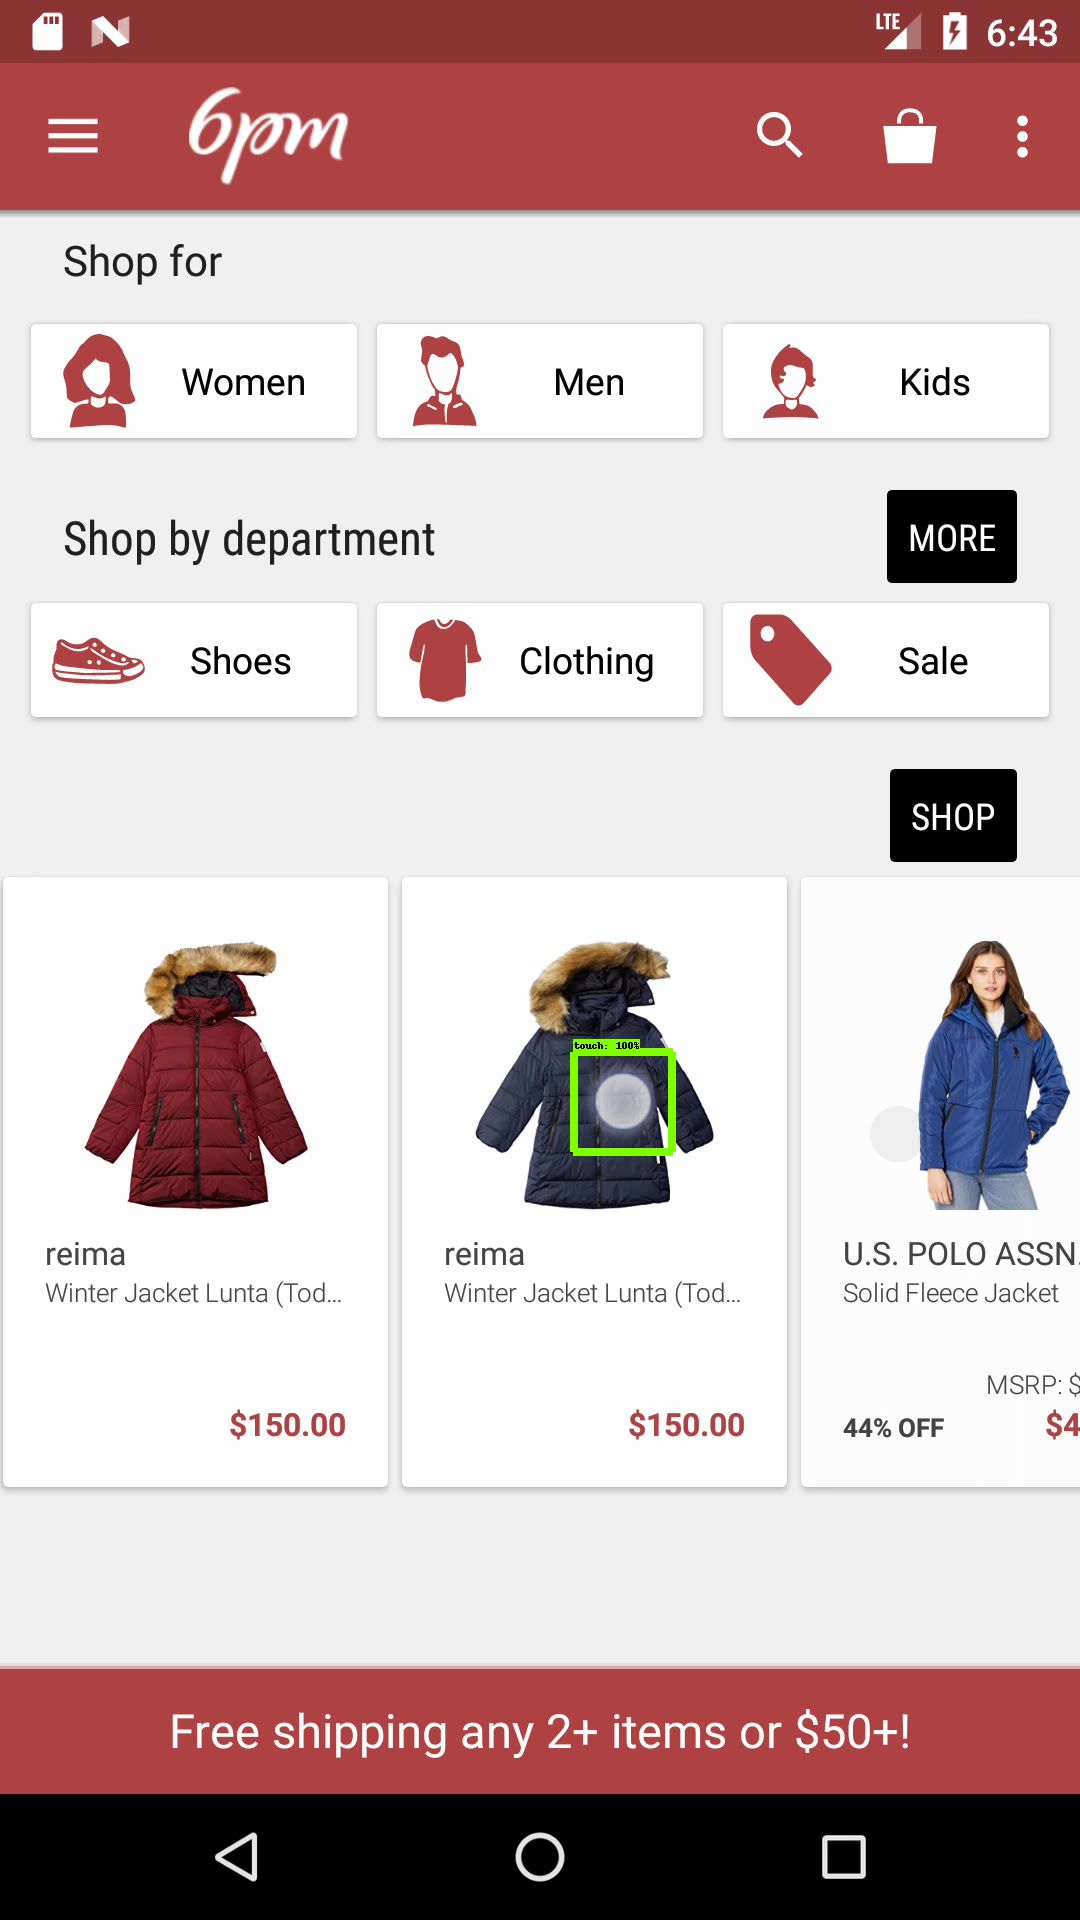 LTE 6:43
6pm
Shop for
Women Men Kids
Shop by department MORE
Shoes Clothing Sale
SHOP
touch: 100%
reima reima U.S. POLO ASSN.
Winter Jacket Lunta (Tod... Winter Jacket Lunta (Tod... Solid Fleece Jacket
MSRP: $
$150.00 $150.00 44% OFF $4
Free shipping any 2+ items or $50+!